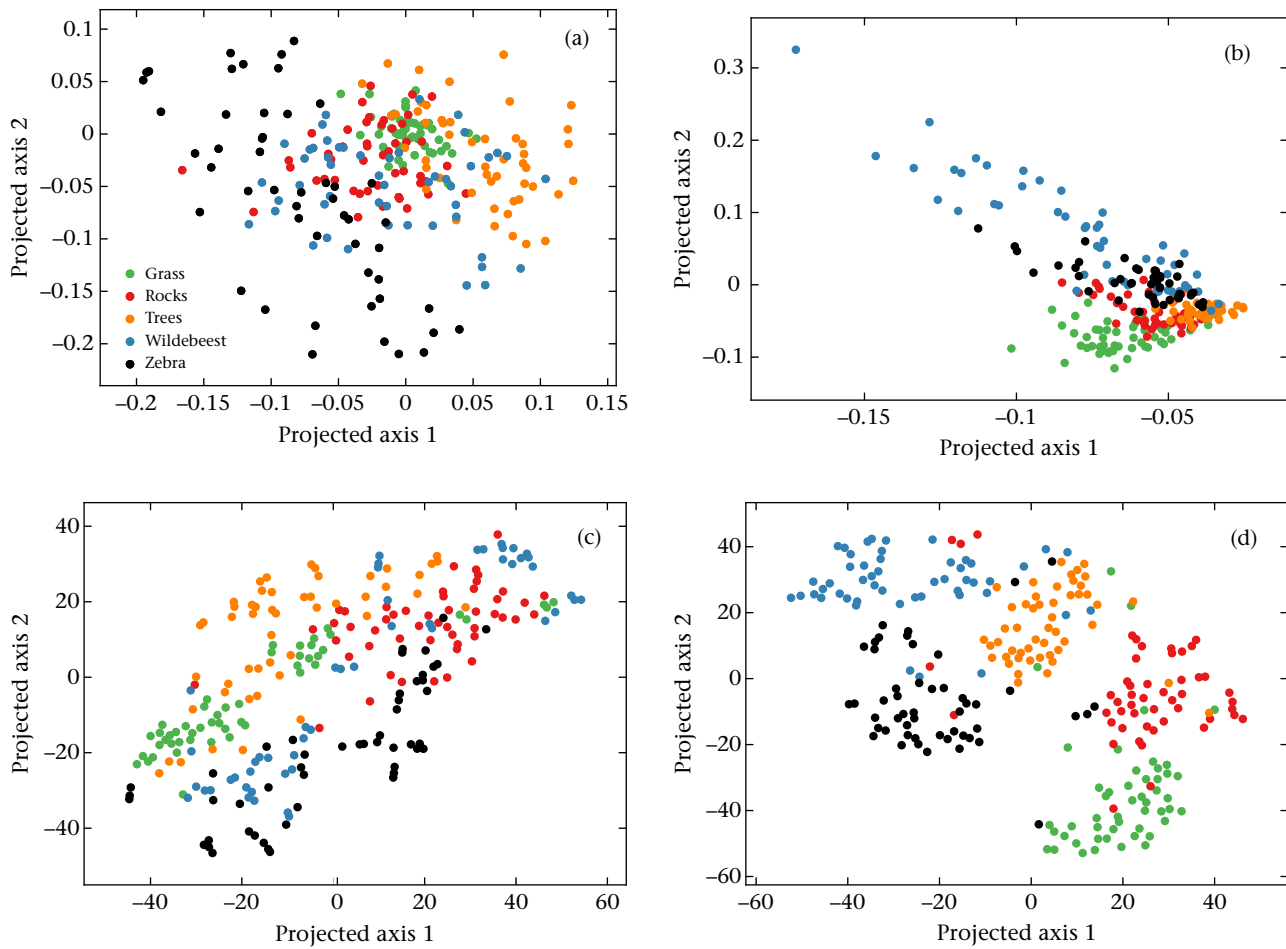 (a)
Projected axis 2
0.1
0.05
0
−0.05
−0.1
−0.15
−0.2
Grass
Rocks
Trees
Wildebeest
Zebra
−0.2 −0.15 −0.1 −0.05 0 0.05 0.1 0.15
Projected axis 1
(b)
Projected axis 2
0.3
0.2
0.1
0
−0.1
−0.15 −0.1 −0.05
Projected axis 1
(c)
Projected axis 2
40
20
0
−20
−40
−40 −20 0 20 40 60
Projected axis 1
(d)
Projected axis 2
40
20
0
−20
−40
−60
−60 −40 −20 0 20 40
Projected axis 1